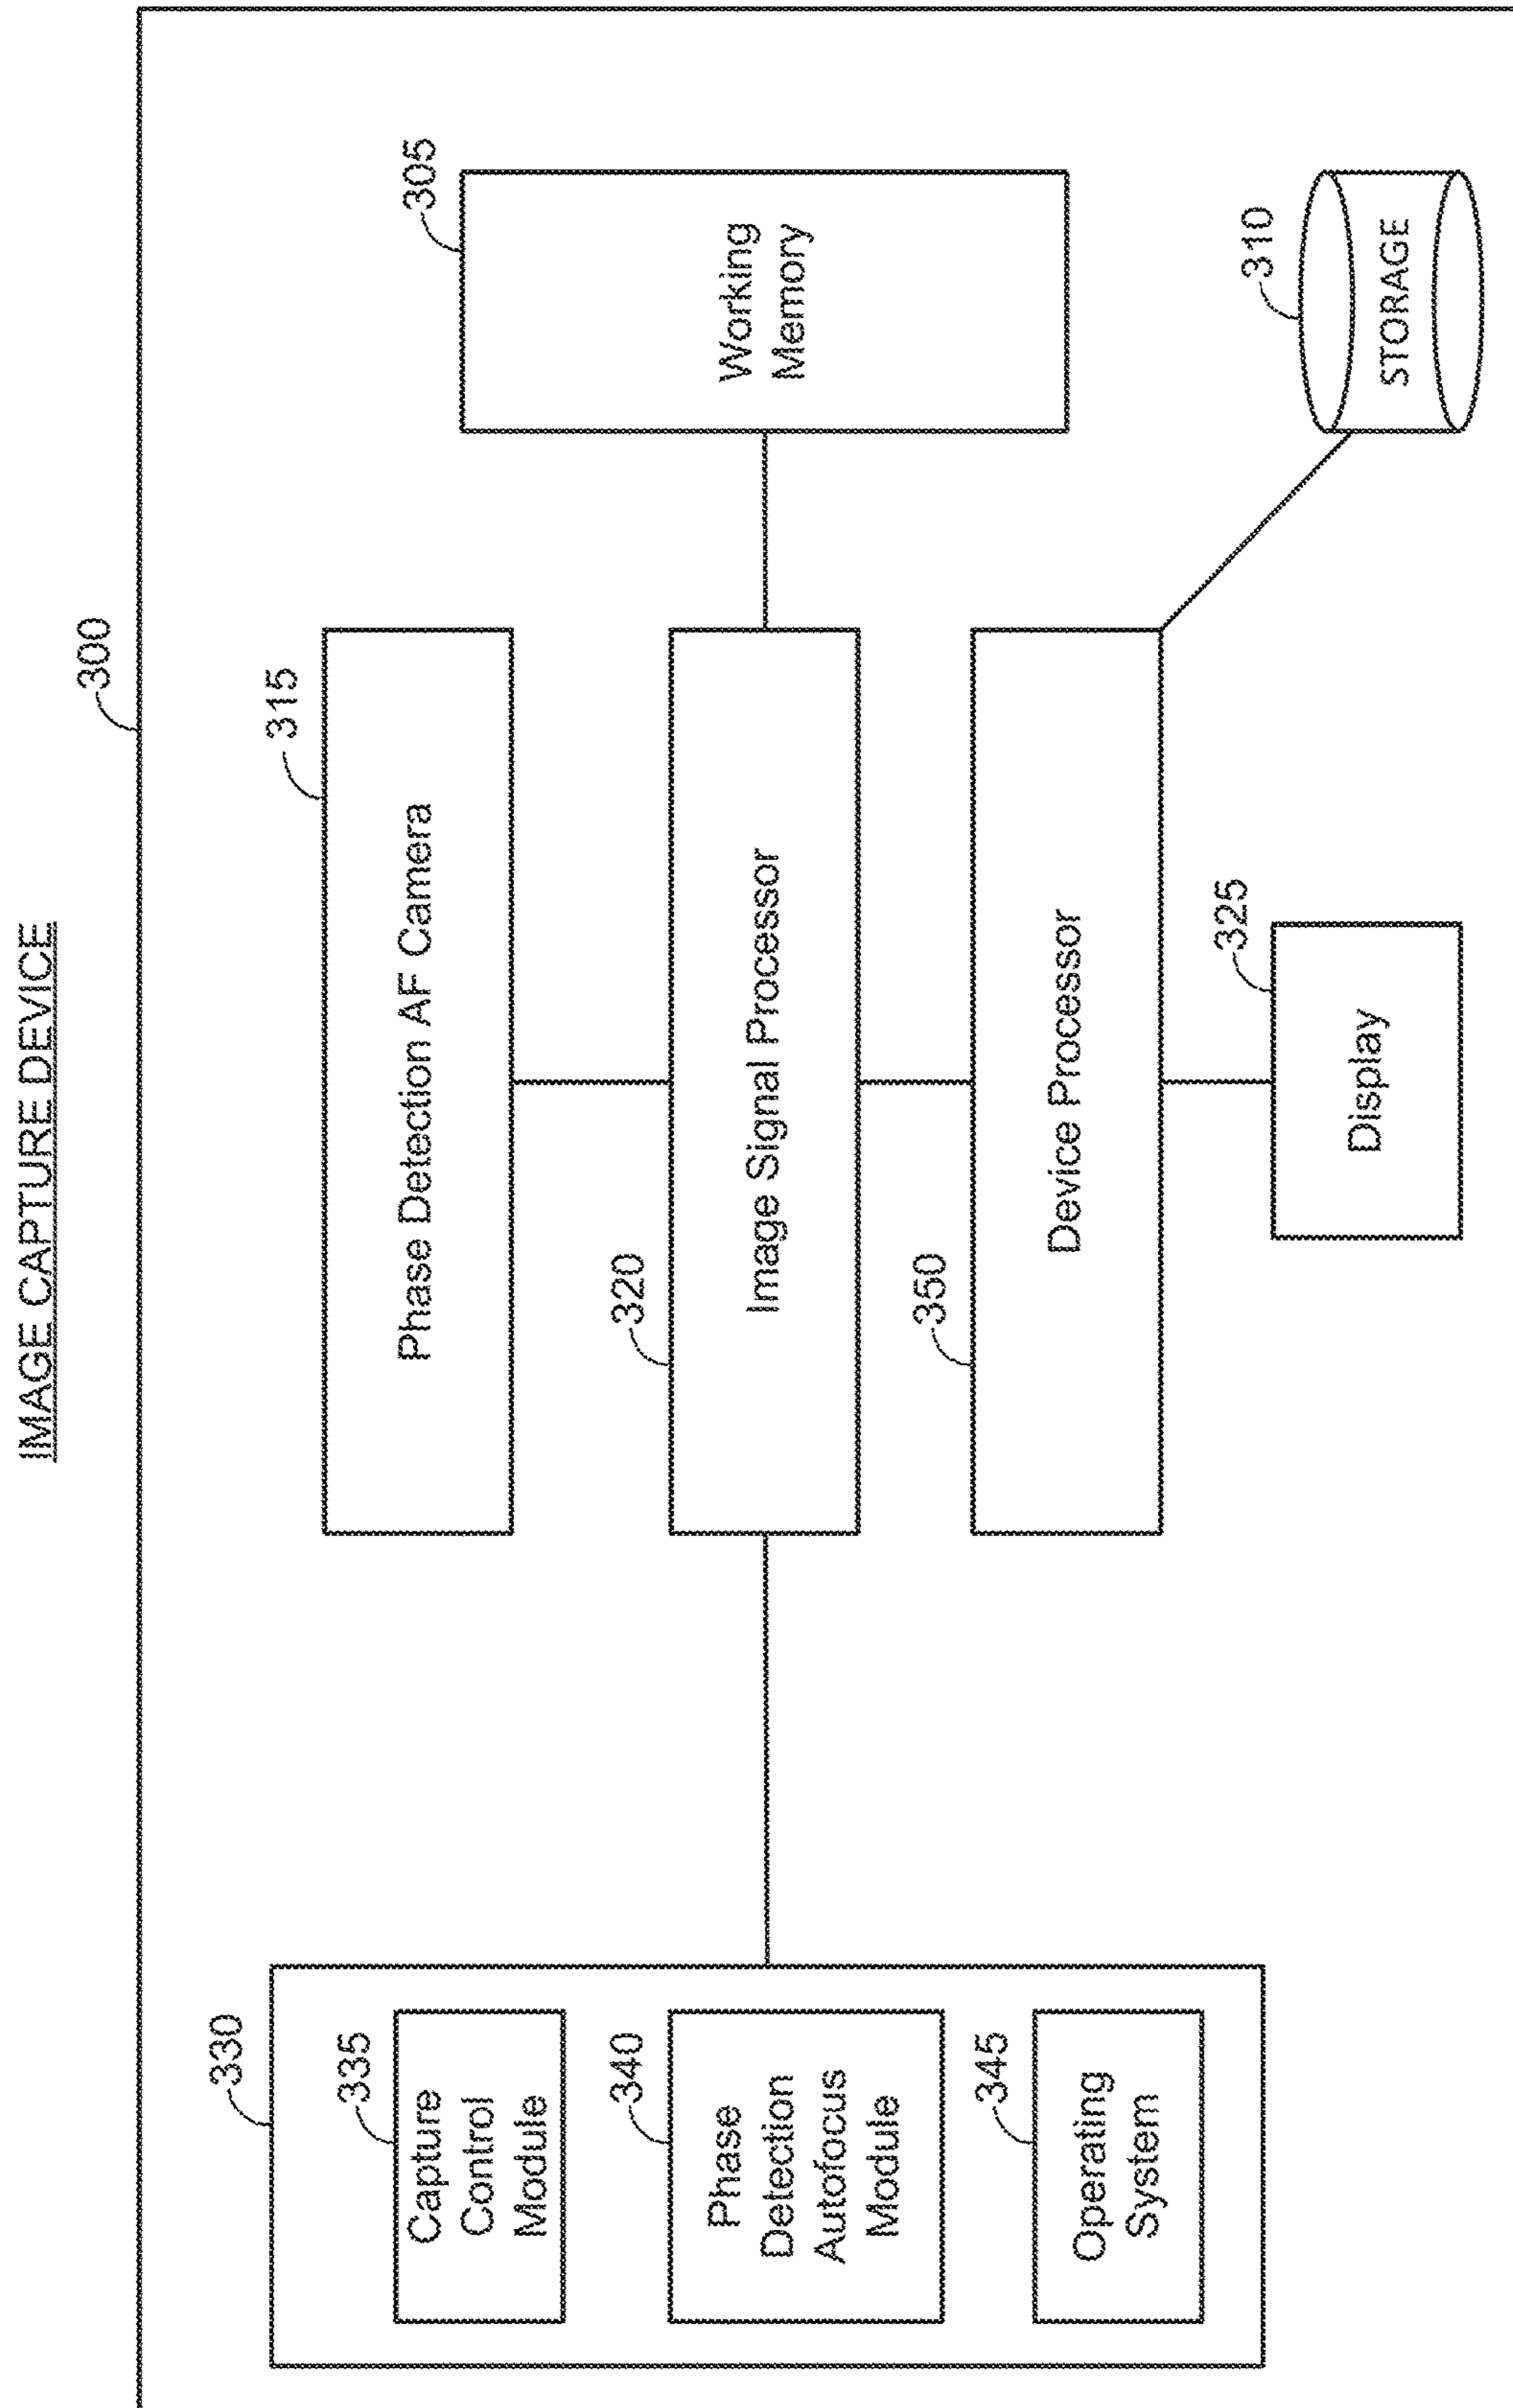 IMAGE CAPTURE DEVICE
300
330
335
Capture
Control
Module
340
Phase
Detection
Autofocus
Module
345
Operating
System
315
Phase Detection AF Camera
320
Image Signal Processor
350
Device Processor
325
Display
305
Working
Memory
310
STORAGE